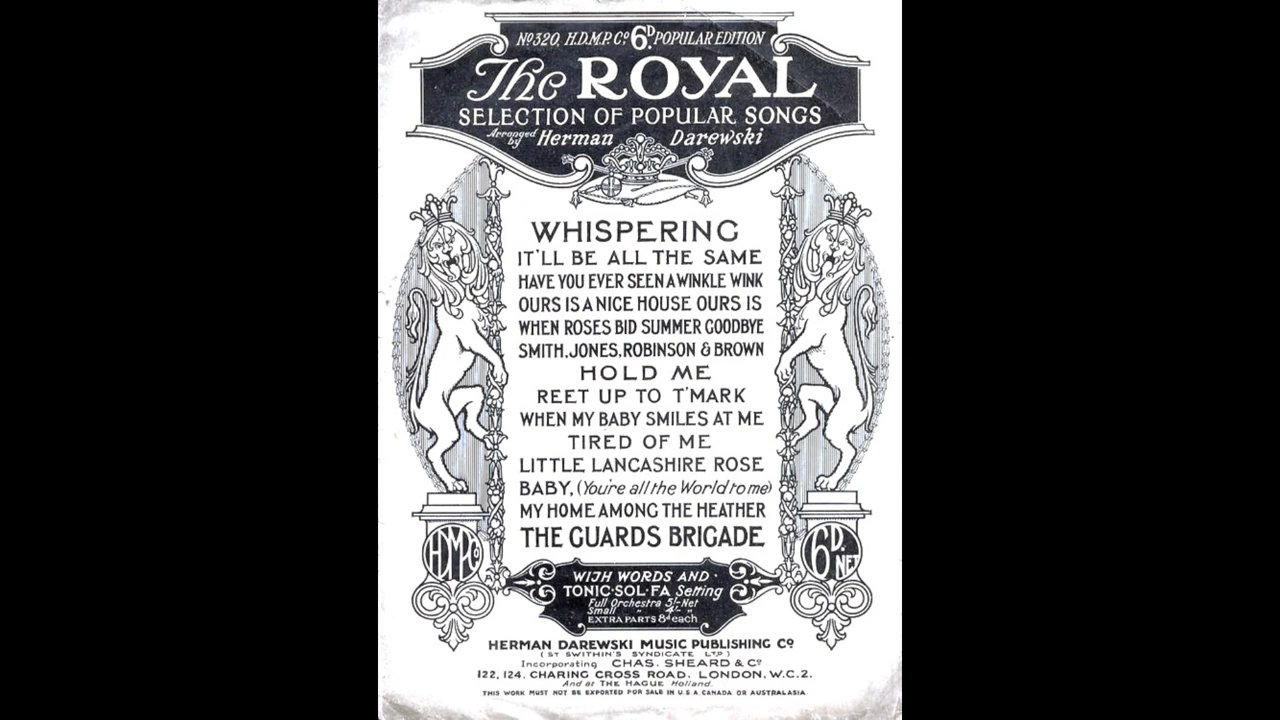 Nº320, H.D.M.P. Cº 6D. POPULAR EDITION
The ROYAL
SELECTION OF POPULAR SONGS
Arranged by Herman Darewski
WHISPERING
IT'LL BE ALL THE SAME
HAVE YOU EVER SEEN A WINKLE WINK
OURS IS A NICE HOUSE OURS IS
WHEN ROSES BID SUMMER GOODBYE
SMITH, JONES, ROBINSON & BROWN
HOLD ME
REET UP TO T'MARK
WHEN MY BABY SMILES AT ME
TIRED OF ME
LITTLE LANCASHIRE ROSE
BABY, (You're all the World to me)
MY HOME AMONG THE HEATHER
THE GUARDS BRIGADE
H.D.M.P.Co
6D. NET
WITH WORDS AND
TONIC·SOL·FA Setting
Full Orchestra 5/- Net
Small " 4/- "
EXTRA PARTS 8d each
HERMAN DAREWSKI MUSIC PUBLISHING Cº
(ST SWITHIN'S SYNDICATE LTD)
Incorporating CHAS. SHEARD & Cº
122, 124, CHARING CROSS ROAD, LONDON, W.C.2.
And at THE HAGUE Holland.
THIS WORK MUST NOT BE EXPORTED FOR SALE IN U.S.A. CANADA OR AUSTRALASIA.